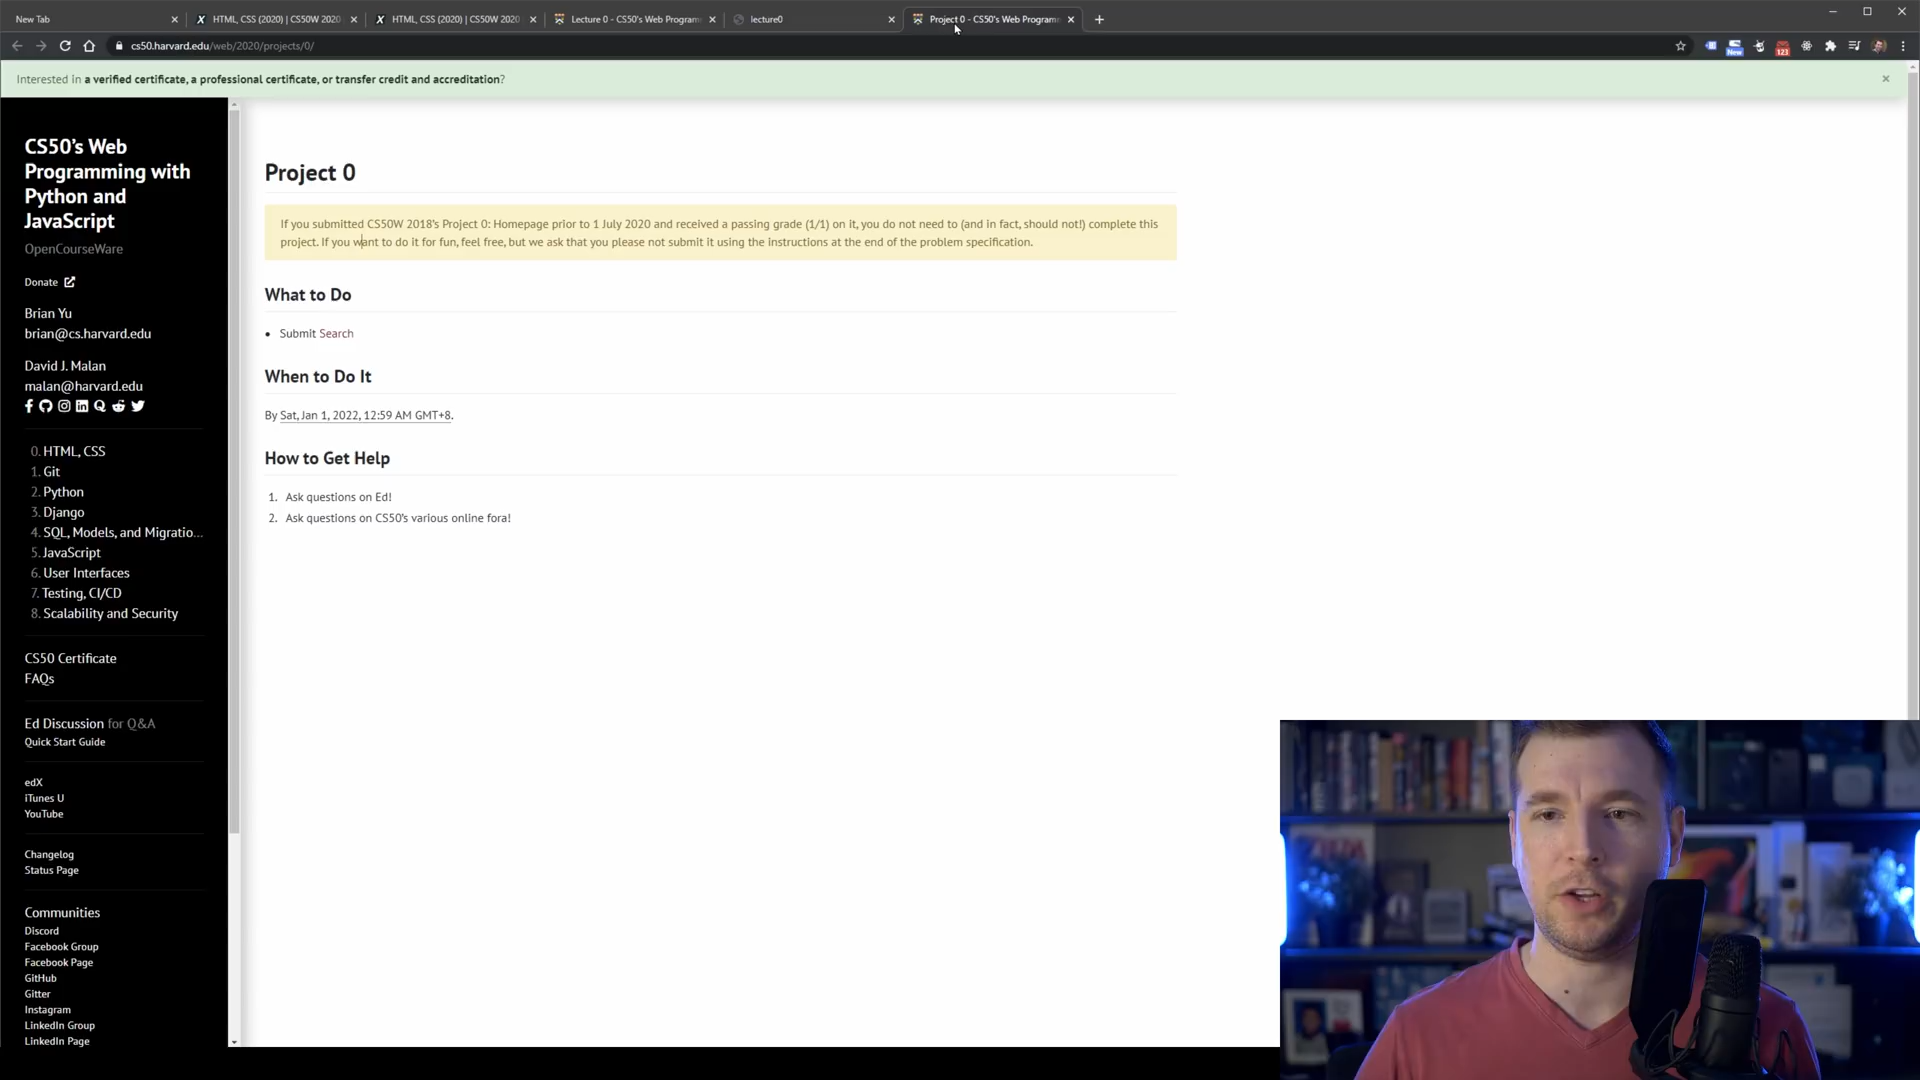 New Tab
HTML, CSS (2020) | CS50W 2020
HTML, CSS (2020) | CS50W 2020
Lecture 0 - CS50's Web Programm
lecture0
Project 0 - CS50's Web Programm
cs50.harvard.edu/web/2020/projects/0/
New
123
Interested in a verified certificate, a professional certificate, or transfer credit and accreditation?
CS50's Web
Programming with
Python and
JavaScript
OpenCourseWare
Donate
Brian Yu
brian@cs.harvard.edu
David J. Malan
malan@harvard.edu
0. HTML, CSS
1. Git
2. Python
3. Django
4. SQL, Models, and Migratio...
5. JavaScript
6. User Interfaces
7. Testing, CI/CD
8. Scalability and Security
CS50 Certificate
FAQs
Ed Discussion for Q&A
Quick Start Guide
edX
iTunes U
YouTube
Changelog
Status Page
Communities
Discord
Facebook Group
Facebook Page
GitHub
Gitter
Instagram
LinkedIn Group
LinkedIn Page
Project 0
If you submitted CS50W 2018's Project 0: Homepage prior to 1 July 2020 and received a passing grade (1/1) on it, you do not need to (and in fact, should not!) complete this
project. If you want to do it for fun, feel free, but we ask that you please not submit it using the instructions at the end of the problem specification.
What to Do
Submit Search
When to Do It
By Sat, Jan 1, 2022, 12:59 AM GMT+8.
How to Get Help
1. Ask questions on Ed!
2. Ask questions on CS50's various online fora!